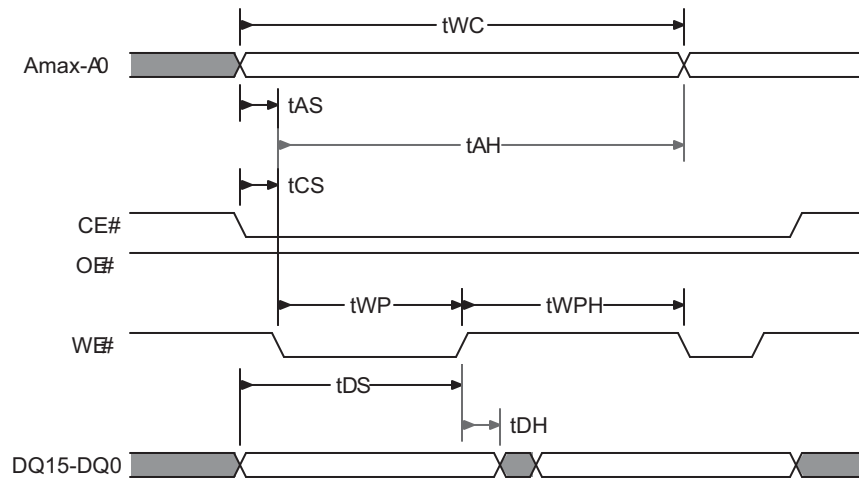 tWC
Amax-A0
tAS
tAH
tCS
CE#
OE#
tWP
tWPH
WE#
tDS
tDH
DQ15-DQ0